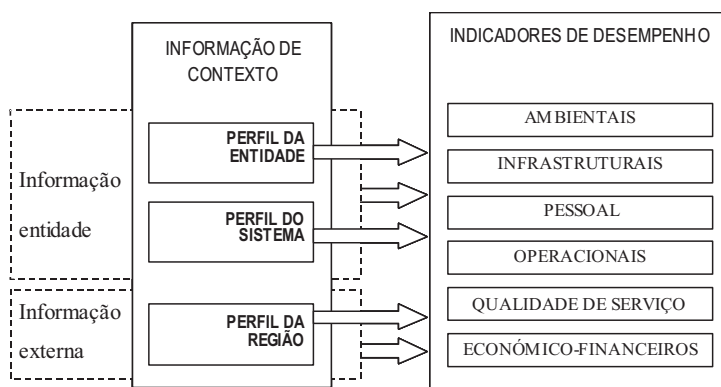 INFORMAÇÃO DE
CONTEXTO
INDICADORES DE DESEMPENHO
Informação
entidade
PERFIL DA
ENTIDADE
PERFIL DO
SISTEMA
Informação
externa
PERFIL DA
REGIÃO
AMBIENTAIS
INFRASTRUTURAIS
PESSOAL
OPERACIONAIS
QUALIDADE DE SERVIÇO
ECONÓMICO-FINANCEIROS